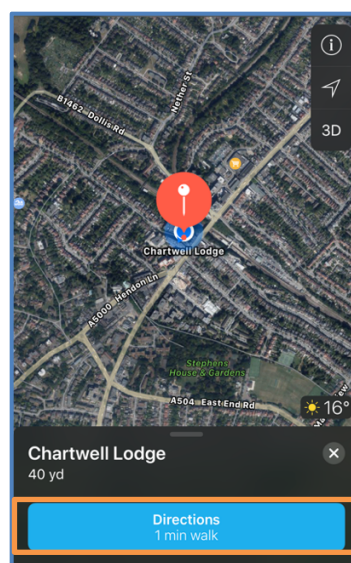 3D
Nether St
B1462 Dollis Rd
Chartwell Lodge
A5000 Hendon Ln
Stephens
House & Gardens
A504 East End Rd
16°
Chartwell Lodge
40 yd
Directions
1 min walk